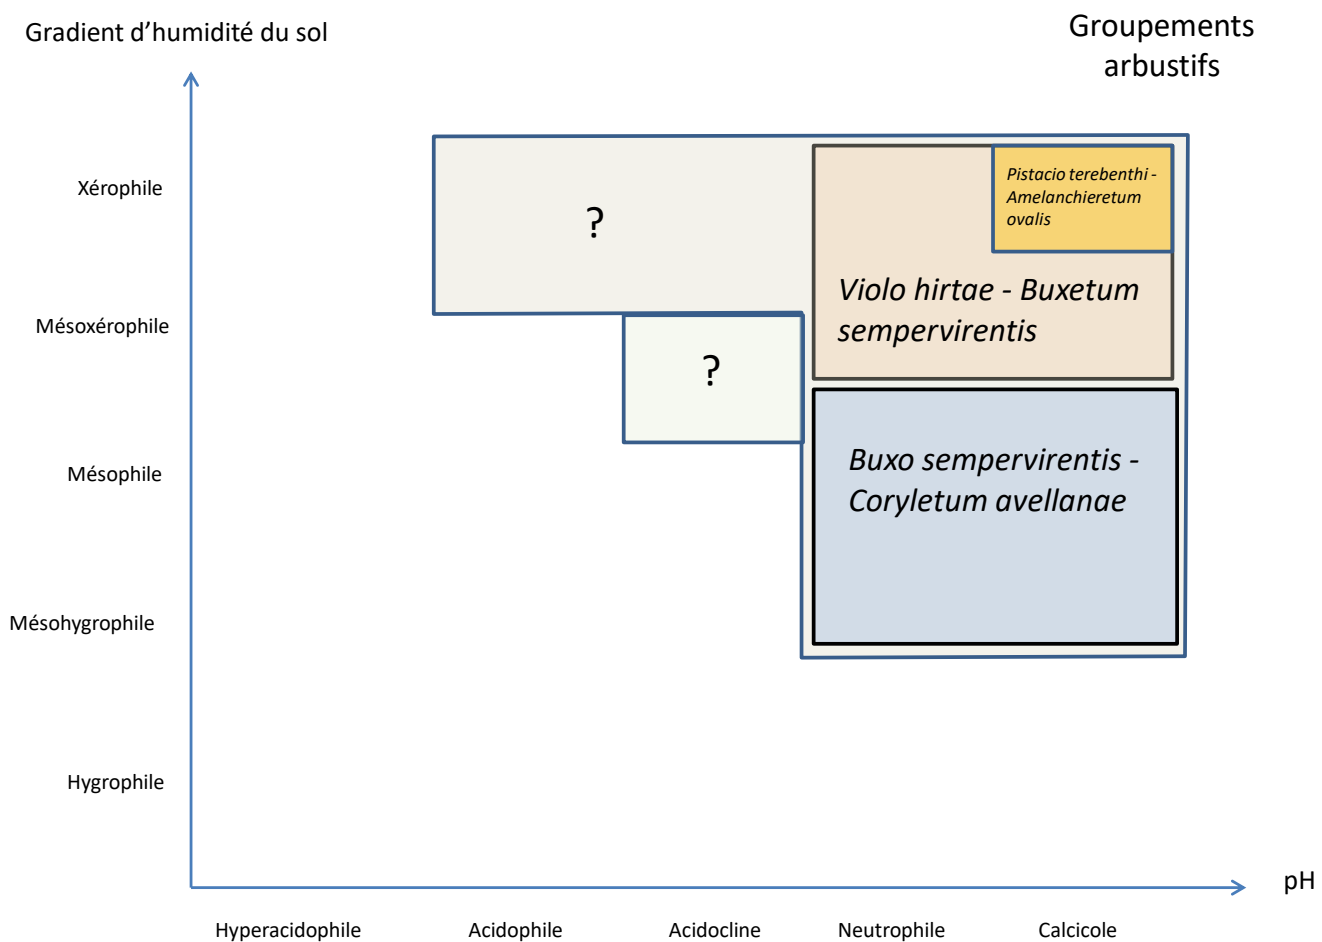 Gradient d'humidité du sol
Groupements
arbustifs
Xérophile
?
Pistacio terebenthi -
Amelanchieretum
ovalis
Violo hirtae - Buxetum
sempervirentis
Mésoxérophile
?
Mésophile
Buxo sempervirentis -
Coryletum avellanae
Mésohygrophile
Hygrophile
pH
Hyperacidophile
Acidophile
Acidocline
Neutrophile
Calcicole